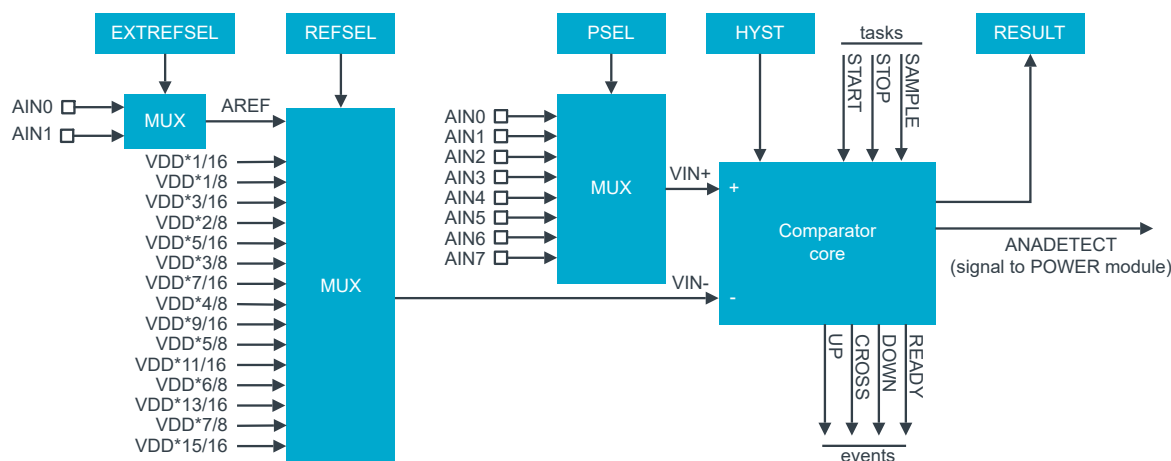 EXTREFSEL
REFSEL
PSEL
HYST
tasks
START
STOP
SAMPLE
RESULT
AIN0
AIN1
MUX
AREF
VDD*1/16
VDD*1/8
VDD*3/16
VDD*2/8
VDD*5/16
VDD*3/8
VDD*7/16
VDD*4/8
VDD*9/16
VDD*5/8
VDD*11/16
VDD*6/8
VDD*13/16
VDD*7/8
VDD*15/16
MUX
AIN0
AIN1
AIN2
AIN3
AIN4
AIN5
AIN6
AIN7
MUX
VIN+
VIN-
+
-
Comparator
core
ANADETECT
(signal to POWER module)
UP
CROSS
DOWN
READY
events